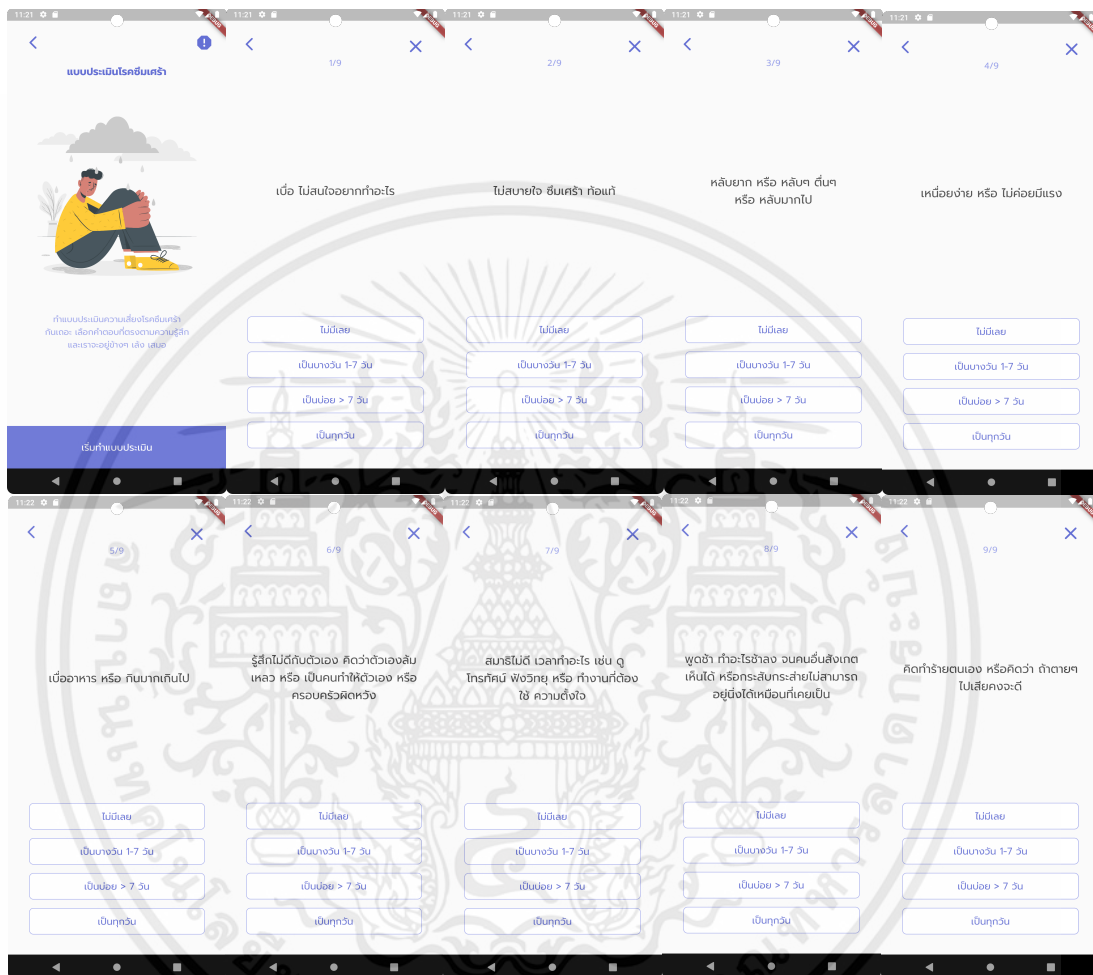 11:21
แบบประเมินโรคซึมเศร้า
ทำแบบประเมินความเสี่ยงโรคซึมเศร้า
กันเถอะ เลือกคำตอบที่ตรงตามความรู้สึก
และเราจะอยู่ข้างๆ เลิง เสมอ
เริ่มทำแบบประเมิน
11:21
1/9
เบื่อ ไม่สนใจอยากทำอะไร
ไม่มีเลย
เป็นบางวัน 1-7 วัน
เป็นบ่อย > 7 วัน
เป็นทุกวัน
11:21
2/9
ไม่สบายใจ ซึมเศร้า ท้อแท้
ไม่มีเลย
เป็นบางวัน 1-7 วัน
เป็นบ่อย > 7 วัน
เป็นทุกวัน
11:21
3/9
หลับยาก หรือ หลับๆ ตื่นๆ
หรือ หลับมากไป
ไม่มีเลย
เป็นบางวัน 1-7 วัน
เป็นบ่อย > 7 วัน
เป็นทุกวัน
11:21
4/9
เหนื่อยง่าย หรือ ไม่ค่อยมีแรง
ไม่มีเลย
เป็นบางวัน 1-7 วัน
เป็นบ่อย > 7 วัน
เป็นทุกวัน
11:22
5/9
เบื่ออาหาร หรือ กินมากเกินไป
ไม่มีเลย
เป็นบางวัน 1-7 วัน
เป็นบ่อย > 7 วัน
เป็นทุกวัน
11:22
6/9
รู้สึกไม่ดีกับตัวเอง คิดว่าตัวเองล้ม
เหลว หรือ เป็นคนทำให้ตัวเอง หรือ
ครอบครัวผิดหวัง
ไม่มีเลย
เป็นบางวัน 1-7 วัน
เป็นบ่อย > 7 วัน
เป็นทุกวัน
11:22
7/9
สมาธิไม่ดี เวลาทำอะไร เช่น ดู
โทรทัศน์ ฟังวิทยุ หรือ ทำงานที่ต้อง
ใช้ ความตั้งใจ
ไม่มีเลย
เป็นบางวัน 1-7 วัน
เป็นบ่อย > 7 วัน
เป็นทุกวัน
11:22
8/9
พูดช้า ทำอะไรช้าลง จนคนอื่นสังเกต
เห็นได้ หรือกระสับกระส่ายไม่สามารถ
อยู่นิ่งได้เหมือนที่เคยเป็น
ไม่มีเลย
เป็นบางวัน 1-7 วัน
เป็นบ่อย > 7 วัน
เป็นทุกวัน
11:22
9/9
คิดทำร้ายตนเอง หรือคิดว่า ถ้าตายๆ
ไปเสียคงจะดี
ไม่มีเลย
เป็นบางวัน 1-7 วัน
เป็นบ่อย > 7 วัน
เป็นทุกวัน